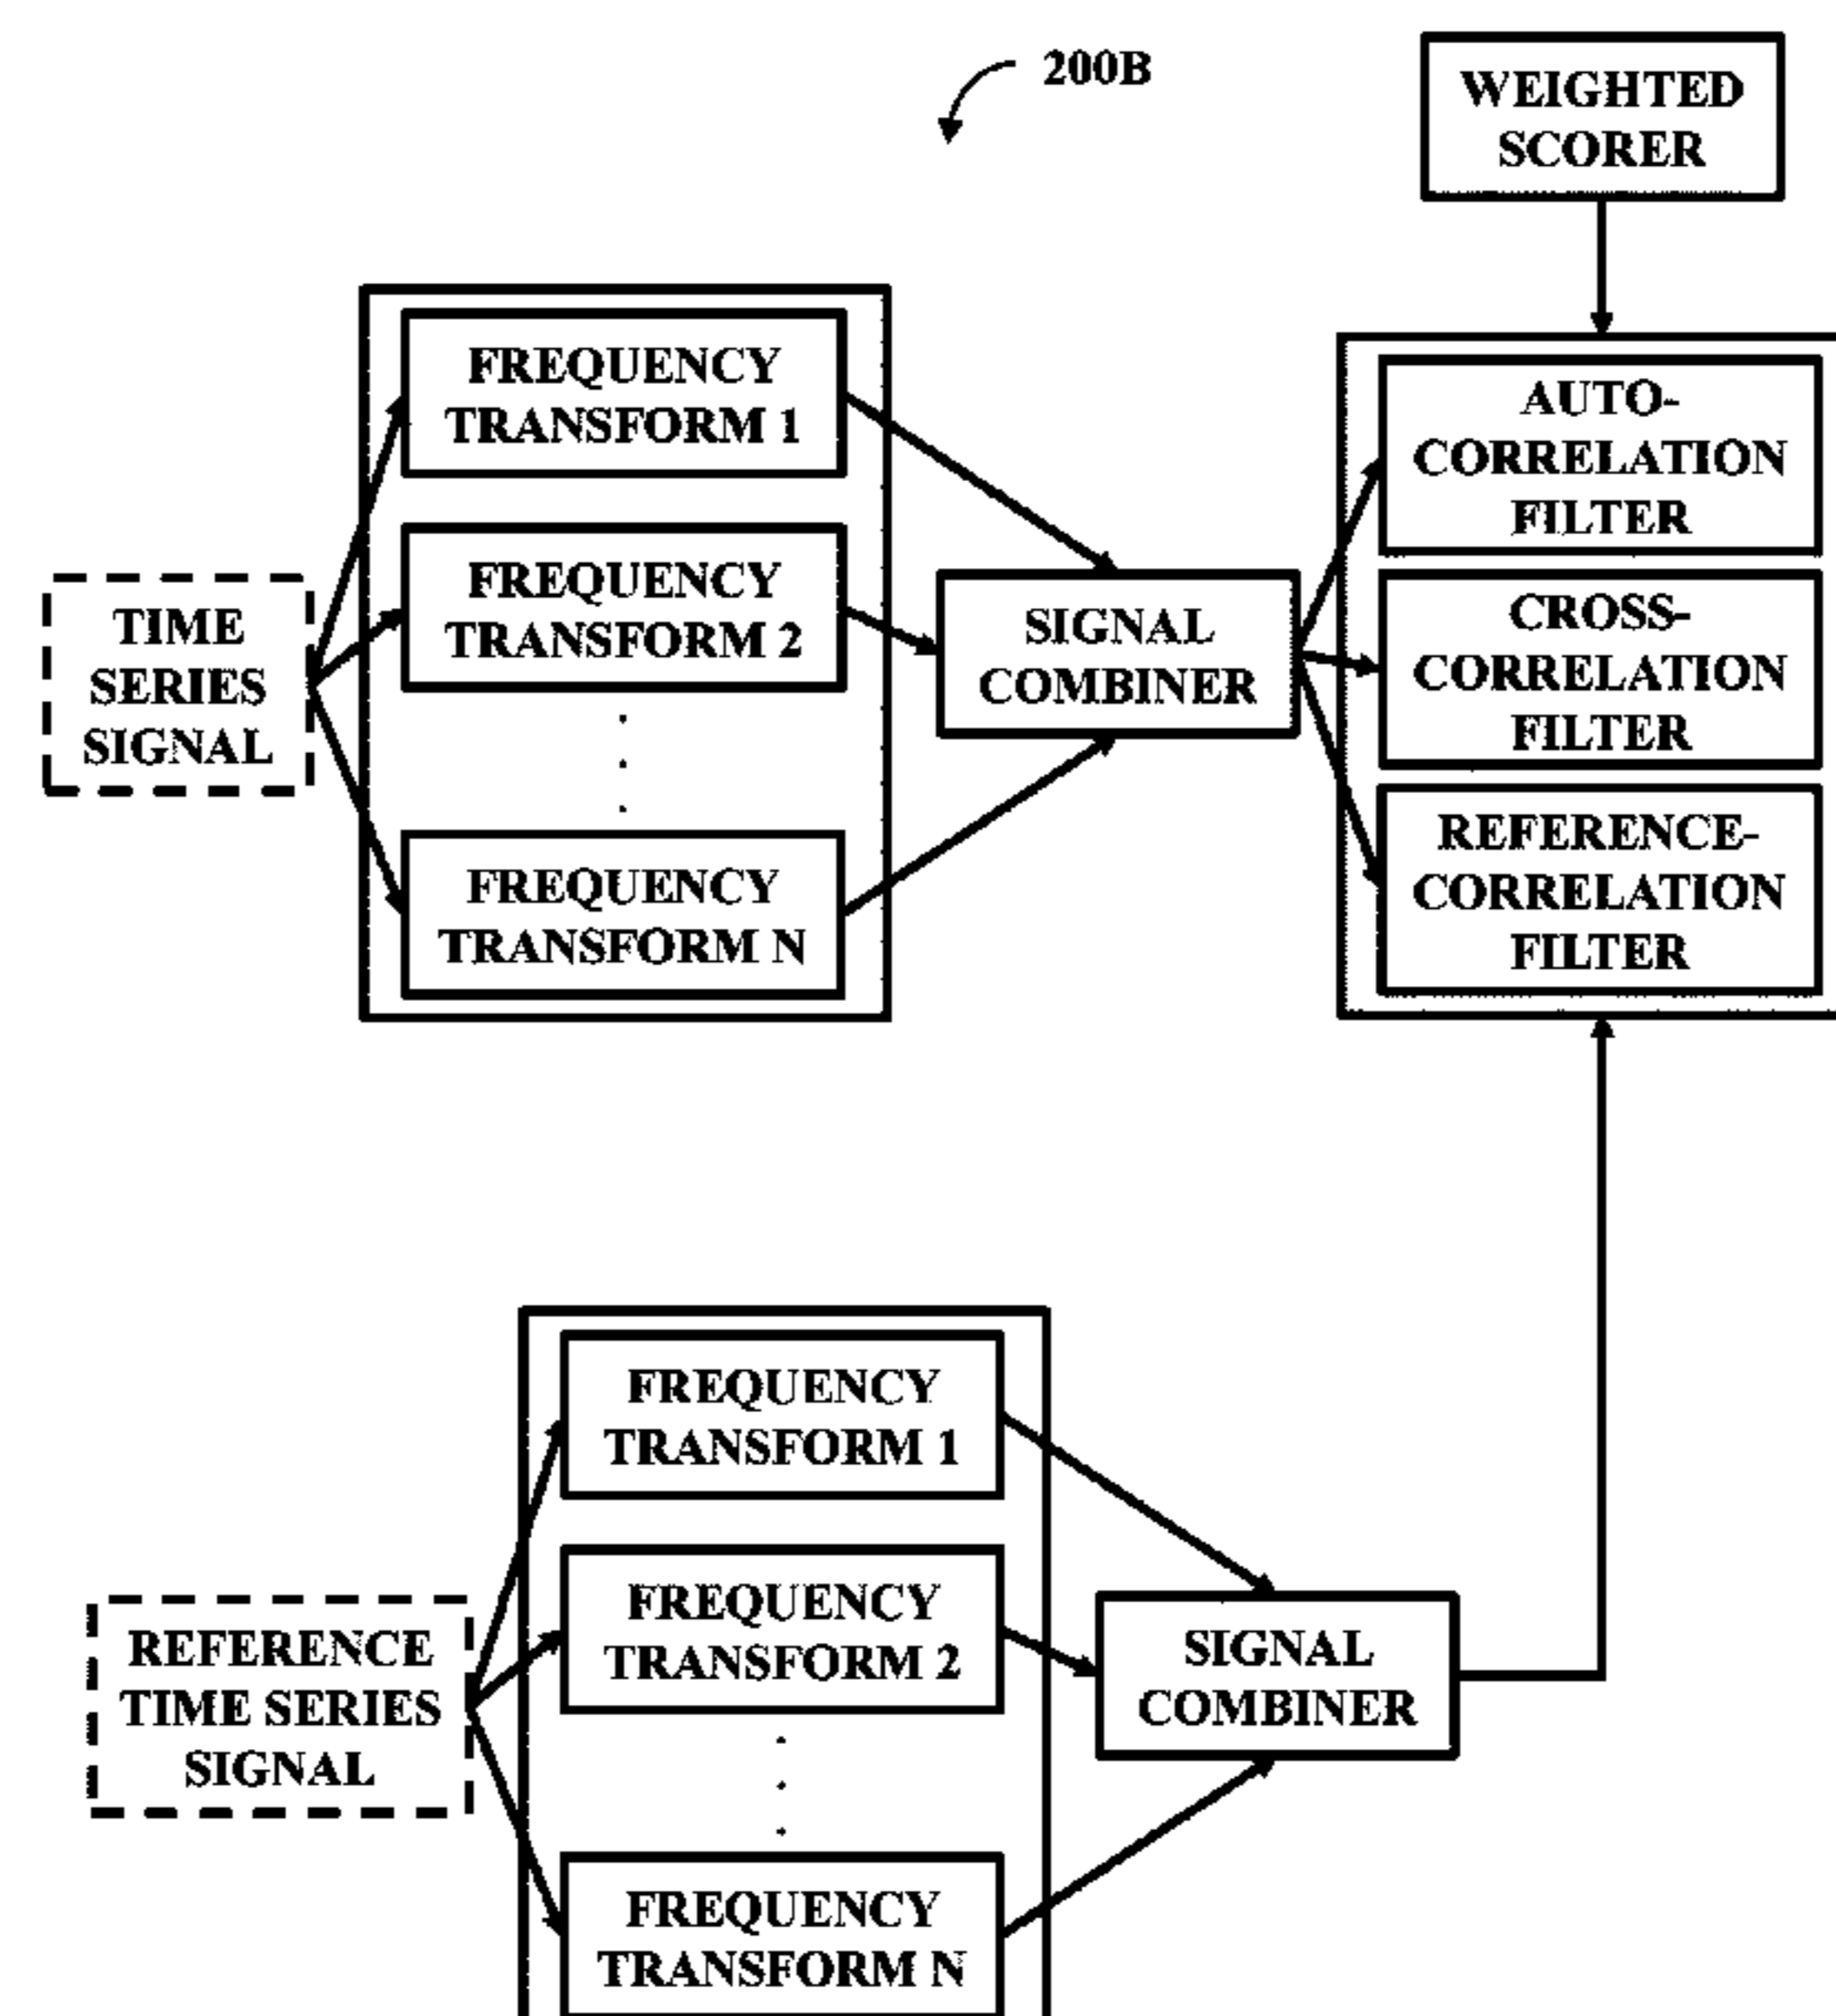 200B
WEIGHTED
SCORER
FREQUENCY
TRANSFORM 1
FREQUENCY
TRANSFORM 2
FREQUENCY
TRANSFORM N
TIME
SERIES
SIGNAL
SIGNAL
COMBINER
AUTO-
CORRELATION
FILTER
CROSS-
CORRELATION
FILTER
REFERENCE-
CORRELATION
FILTER
FREQUENCY
TRANSFORM 1
FREQUENCY
TRANSFORM 2
FREQUENCY
TRANSFORM N
REFERENCE
TIME SERIES
SIGNAL
SIGNAL
COMBINER